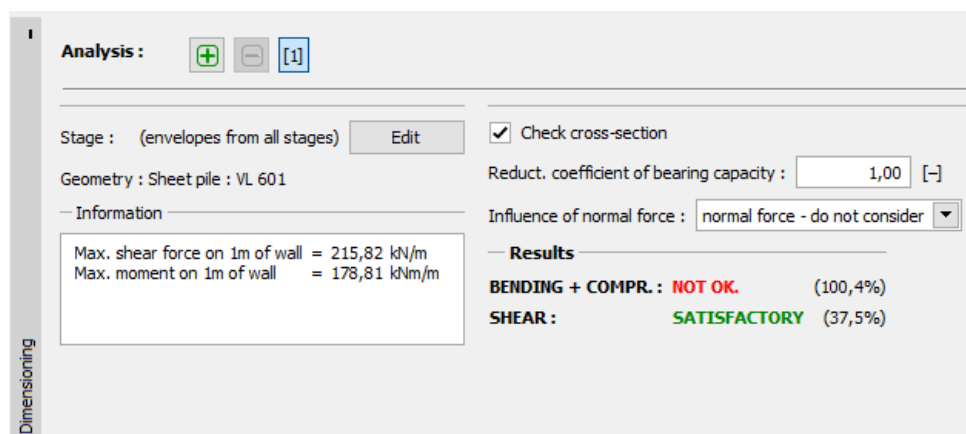 Analysis :
[1]
Stage : (envelopes from all stages) Edit
Geometry : Sheet pile : VL 601
Information
Max. shear force on 1m of wall = 215,82 kN/m
Max. moment on 1m of wall = 178,81 kNm/m
Check cross-section
Reduct. coefficient of bearing capacity : 1,00 [–]
Influence of normal force : normal force - do not consider
Results
BENDING + COMPR. : NOT OK. (100,4%)
SHEAR : SATISFACTORY (37,5%)
Dimensioning